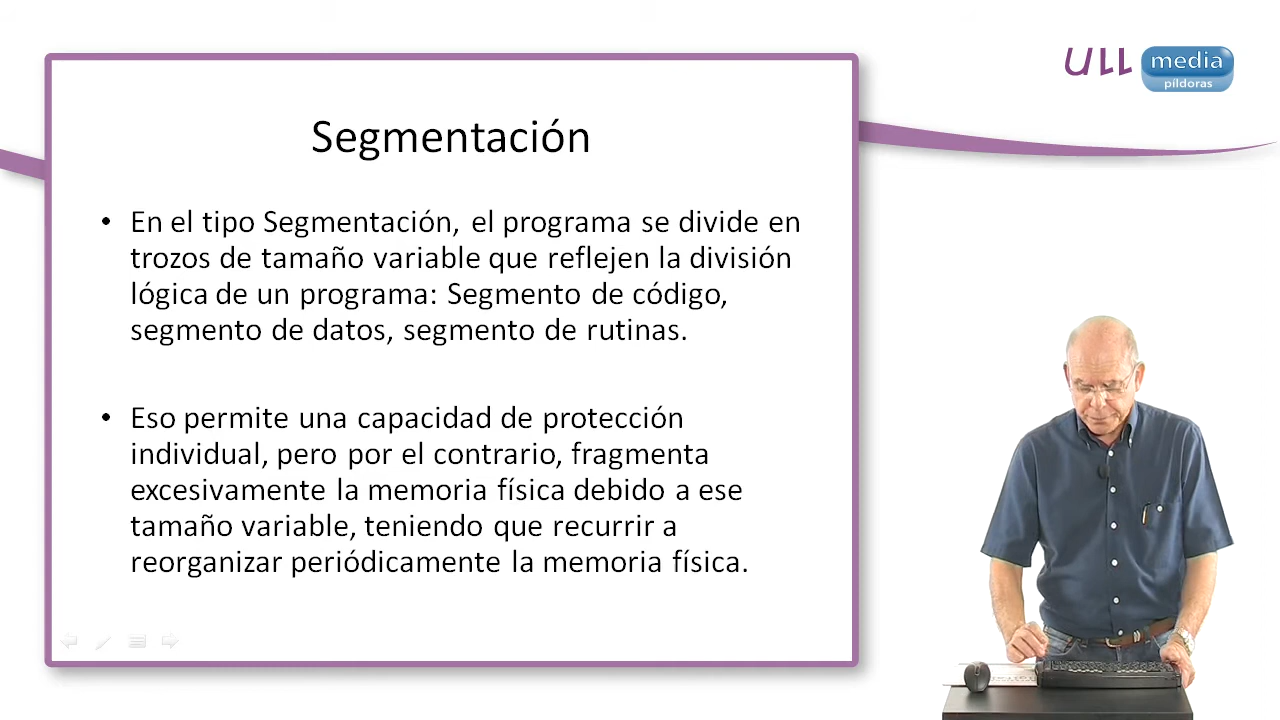 ULL media
píldoras
Segmentación
• En el tipo Segmentación, el programa se divide en
trozos de tamaño variable que reflejen la división
lógica de un programa: Segmento de código,
segmento de datos, segmento de rutinas.
• Eso permite una capacidad de protección
individual, pero por el contrario, fragmenta
excesivamente la memoria física debido a ese
tamaño variable, teniendo que recurrir a
reorganizar periódicamente la memoria física.